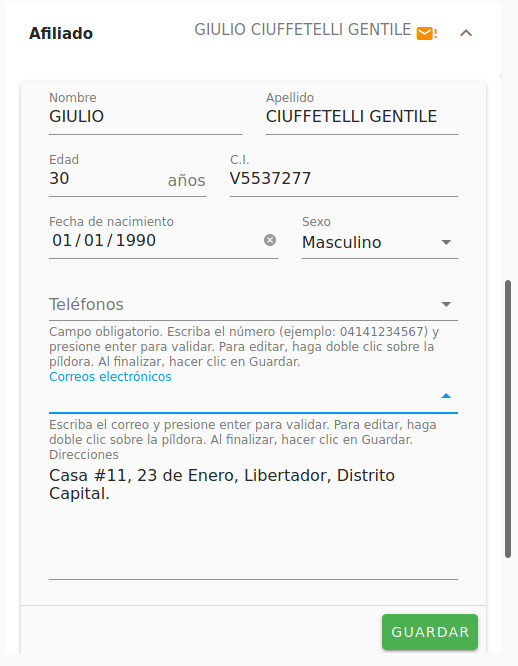 Afiliado
GIULIO CIUFFETELLI GENTILE
Nombre
Apellido
GIULIO
CIUFFETELLI GENTILE
Edad
C.I.
30
años
V5537277
Fecha de nacimiento
Sexo
01/01/1990
Masculino
Teléfonos
Campo obligatorio. Escriba el número (ejemplo: 04141234567) y
presione enter para validar. Para editar, haga doble clic sobre la
píldora. Al finalizar, hacer clic en Guardar.
Correos electrónicos
Escriba el correo y presione enter para validar. Para editar, haga
doble clic sobre la píldora. Al finalizar, hacer clic en Guardar.
Direcciones
Casa #11, 23 de Enero, Libertador, Distrito
Capital.
GUARDAR